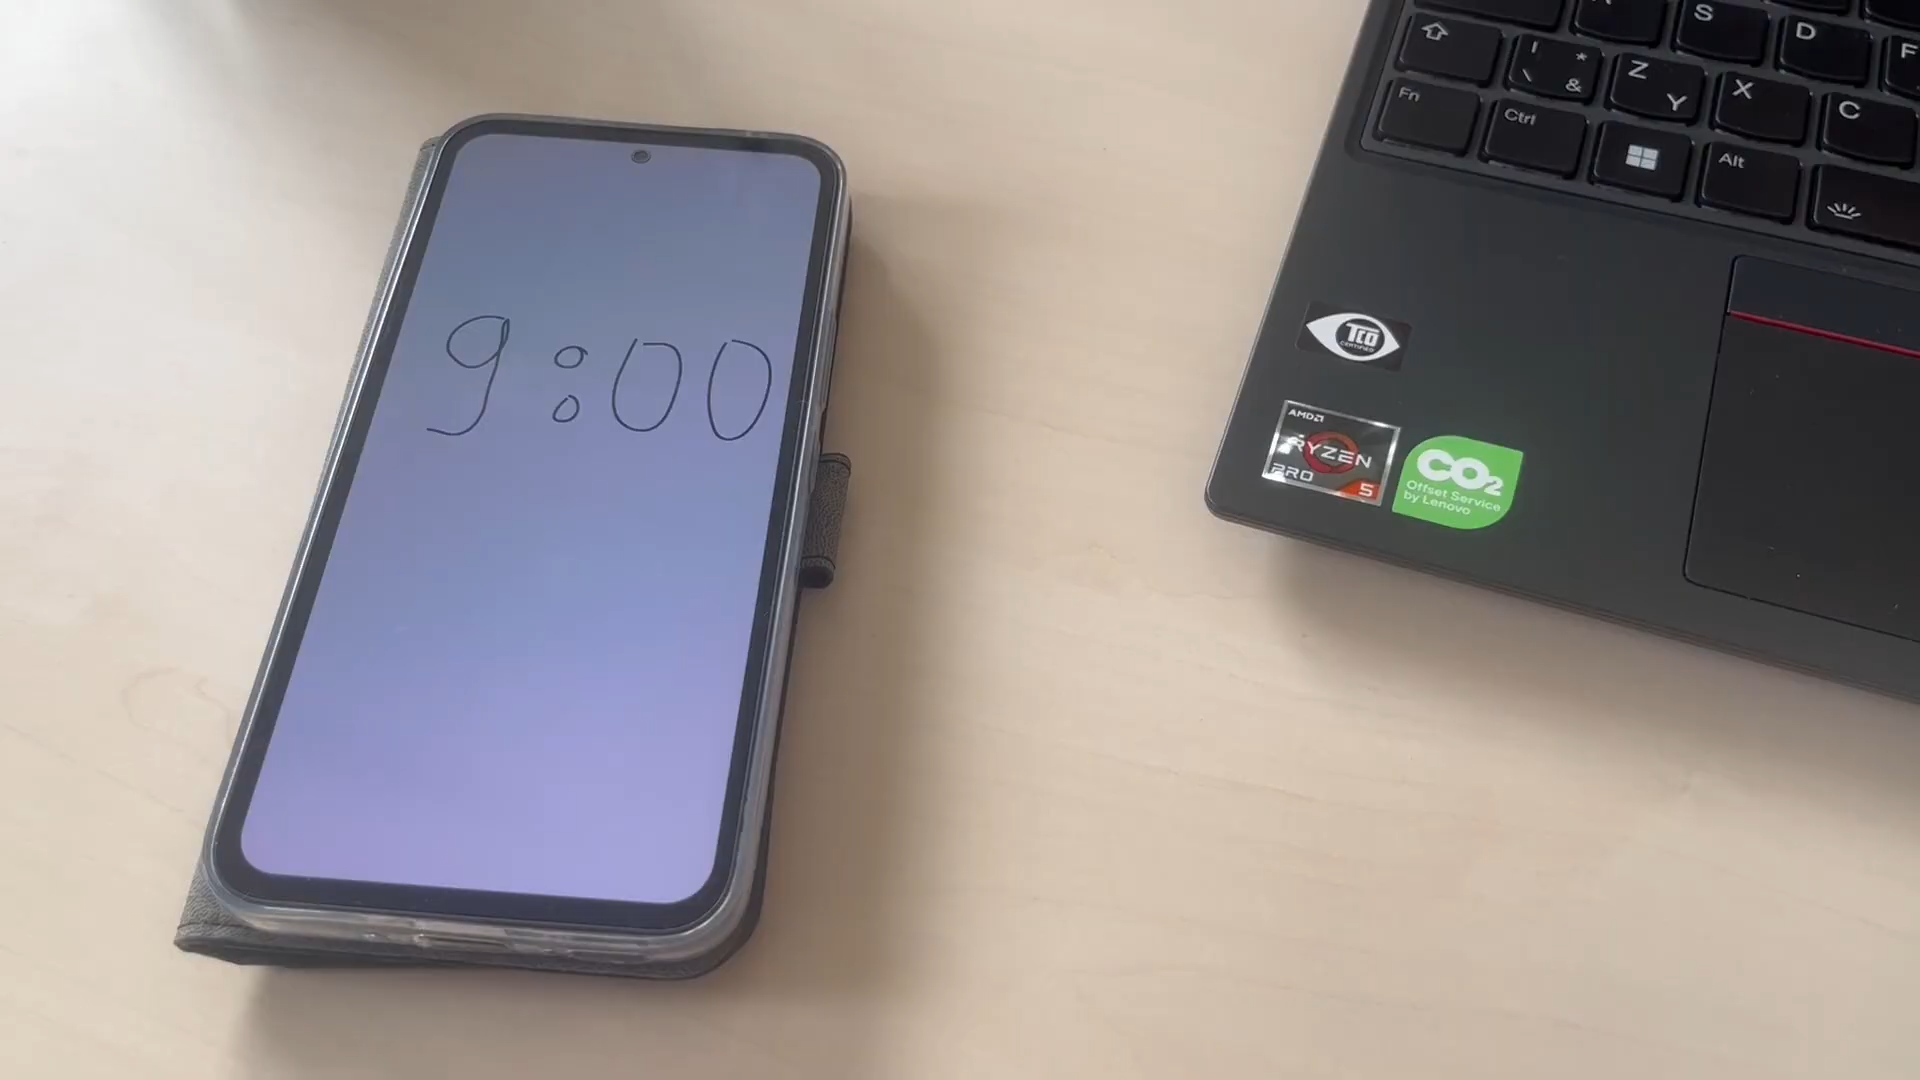 9:00
S
D
F
* &
Z Y
X
C
Fn
Ctrl
Alt
TCO
CERTIFIED
AMD
RYZEN
PRO
5
CO2
Offset Service
by Lenovo